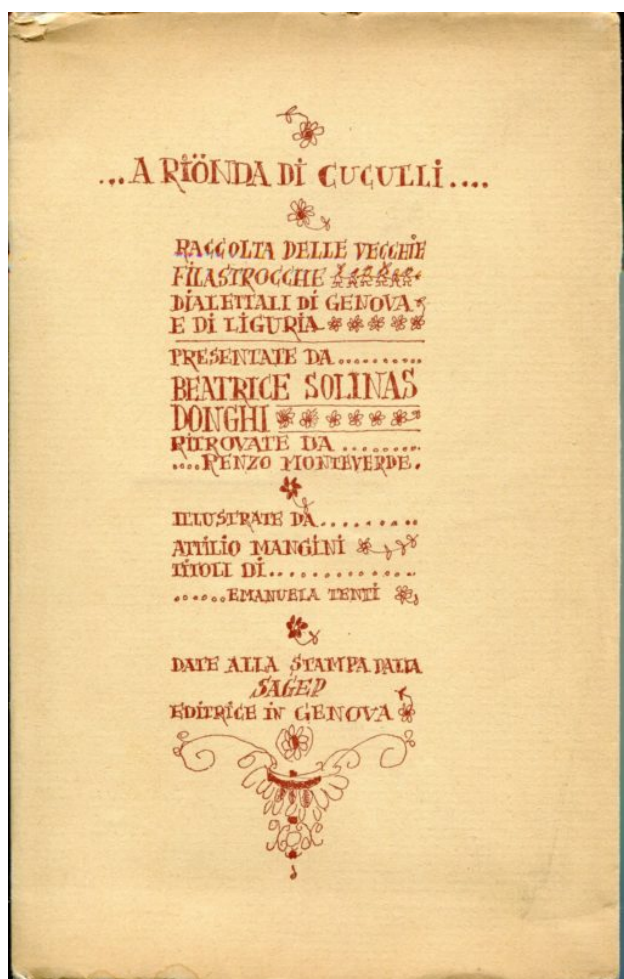 ...A RIÖNDA DI CUCULLI....
RACCOLTA DELLE VECCHIE
FILASTROCCHE
DIALETTALI DI GENOVA
E DI LIGURIA
PRESENTATE DA ..........
BEATRICE SOLINAS
DONGHI
RITROVATE DA .........
....RENZO MONTEVERDE.
ILLUSTRATE DA.........
ATTILIO MANGINI
TITOLI DI..............
......EMANUELA TENTI
DATE ALLA STAMPA DALLA
SAGEP
EDITRICE IN GENOVA